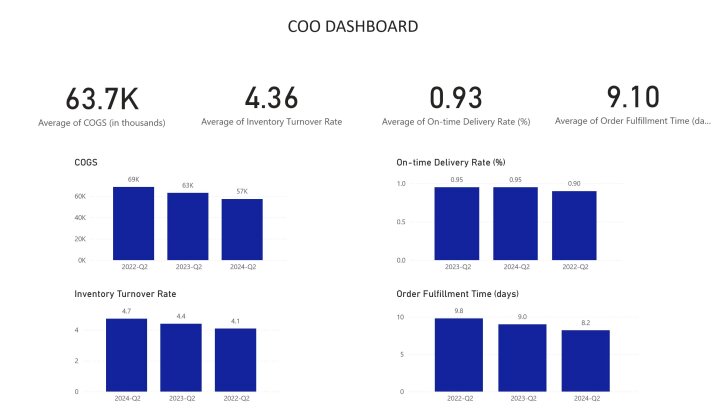 COO DASHBOARD
63.7K
Average of COGS (in thousands)
4.36
Average of Inventory Turnover Rate
0.93
Average of On-time Delivery Rate (%)
9.10
Average of Order Fulfillment Time (da...
COGS
69K
63K
57K
60K
40K
20K
0K
2022-Q2
2023-Q2
2024-Q2
On-time Delivery Rate (%)
0.95
0.95
0.90
1.0
0.5
0.0
2023-Q2
2024-Q2
2022-Q2
Inventory Turnover Rate
4.7
4.4
4.1
4
2
0
2024-Q2
2023-Q2
2022-Q2
Order Fulfillment Time (days)
9.8
9.0
8.2
10
5
0
2022-Q2
2023-Q2
2024-Q2